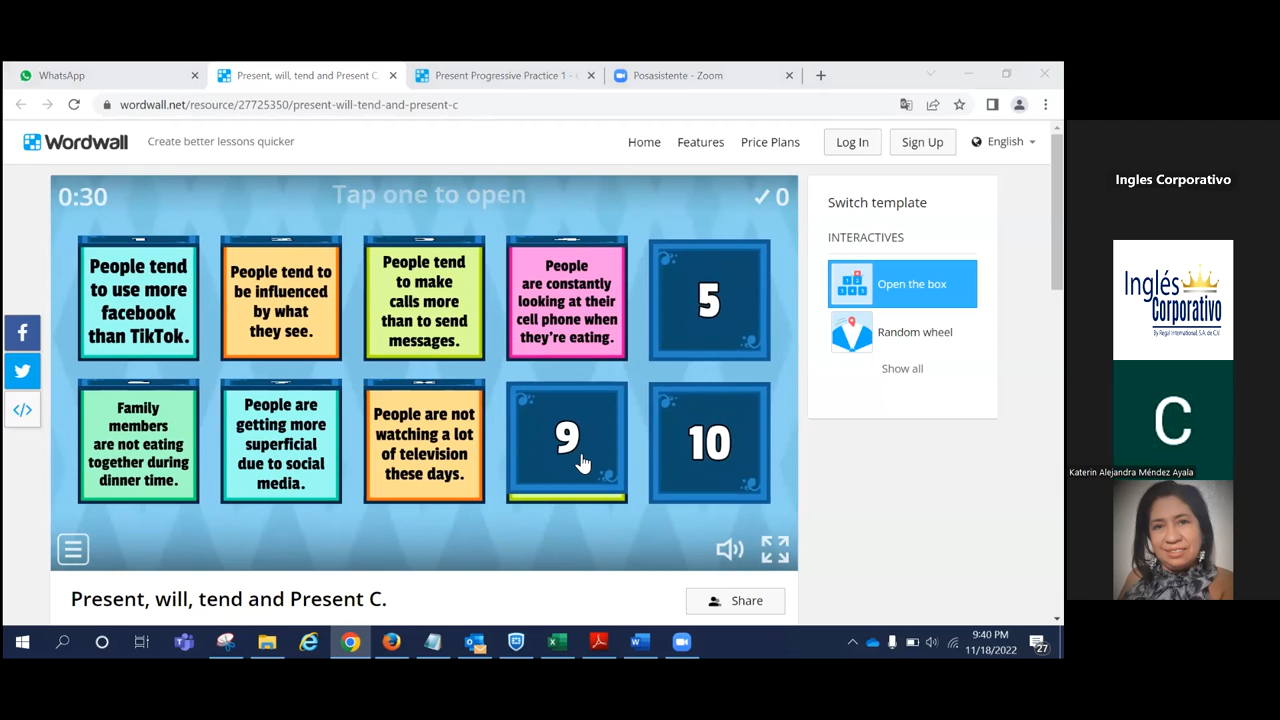 WhatsApp
Present, will, tend and Present C.
Present Progressive Practice 1 -
Posasistente - Zoom
wordwall.net/resource/27725350/present-will-tend-and-present-c
Wordwall
Create better lessons quicker
Home
Features
Price Plans
Log In
Sign Up
English
0:30
Tap one to open
✓ 0
People tend
to use more
facebook
than TikTok.
People tend to
be influenced
by what
they see.
People tend
to make
calls more
than to send
messages.
People
are constantly
looking at their
cell phone when
they're eating.
5
Family
members
are not eating
together during
dinner time.
People are
getting more
superficial
due to social
media.
People are not
watching a lot
of television
these days.
9
10
Switch template
INTERACTIVES
Open the box
Random wheel
Show all
Present, will, tend and Present C.
Share
9:40 PM
11/18/2022
27
Ingles Corporativo
Inglés
Corporativo
By Regal International, S.A. de C.V.
C
Katerin Alejandra Méndez Ayala